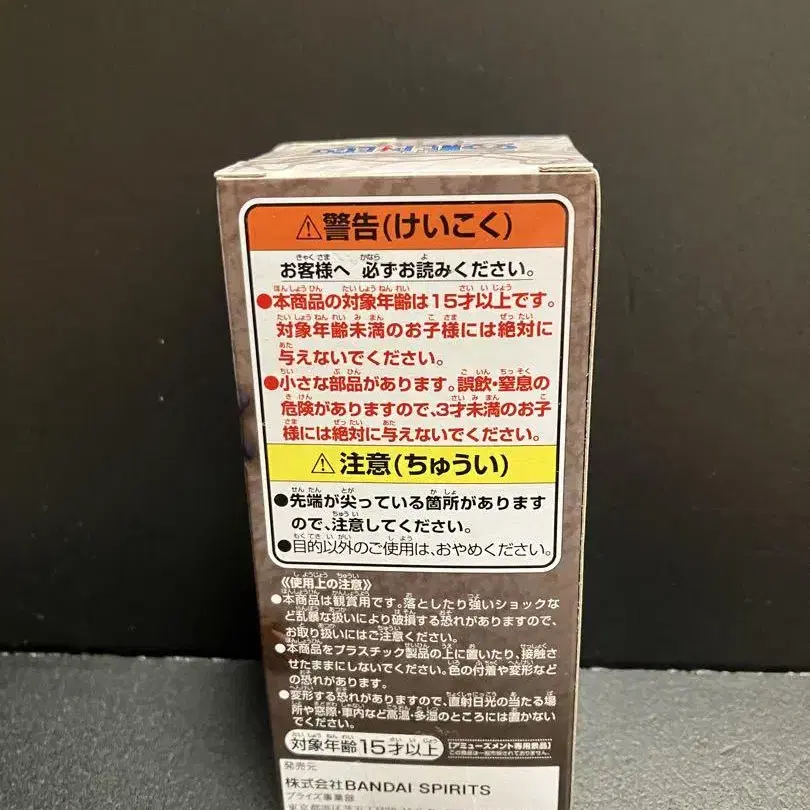 ⚠警告(けいこく)
お客様へ 必ずお読みください。
●本商品の対象年齢は15才以上です。
対象年齢未満のお子様には絶対に
与えないでください。
●小さな部品があります。誤飲・窒息の
危険がありますので、3才未満のお子
様には絶対に与えないでください。
⚠注意(ちゅうい)
●先端が尖っている箇所があります
ので、注意してください。
●目的以外のご使用は、おやめください。
《使用上の注意》
●本商品は観賞用です。落としたり強いショックな
ど乱暴な扱いにより破損する恐れがありますので、
お取り扱いにはご注意ください。
●本商品をプラスチック製品の上に置いたり、接触さ
せたままにしないでください。色の付着や変形など
の恐れがあります。
●変形する恐れがありますので、直射日光の当たる場
所や窓際・車内など高温・多湿のところには置かない
でください。
対象年齢15才以上
[アミューズメント専用景品]
この商品は一般市販されておりません。
発売元
株式会社BANDAI SPIRITS
プライズ事業部